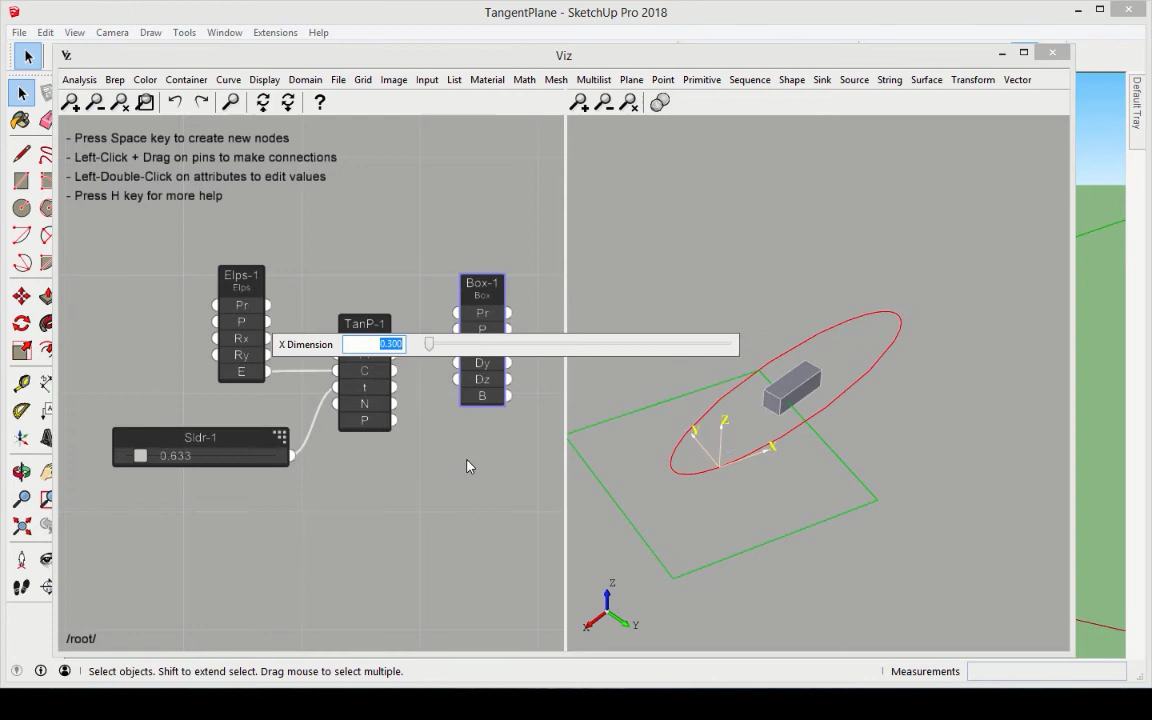 TangentPlane - SketchUp Pro 2018
File Edit View Camera Draw Tools Window Extensions Help
Viz
Analysis Brep Color Container Curve Display Domain File Grid Image Input List Material Math Mesh Multilist Plane Point Primitive Sequence Shape Sink Source String Surface Transform Vector
- Press Space key to create new nodes
- Left-Click + Drag on pins to make connections
- Left-Double-Click on attributes to edit values
- Press H key for more help
Default Tray
Elps-1
Elps
Pr
P
Rx
Ry
E
TanP-1
C
t
N
P
Box-1
Box
Pr
P
Dy
Dz
B
X Dimension 0.300
Sldr-1
0.633
Y
Z
X
Z
X
Y
/root/
Select objects. Shift to extend select. Drag mouse to select multiple.
Measurements